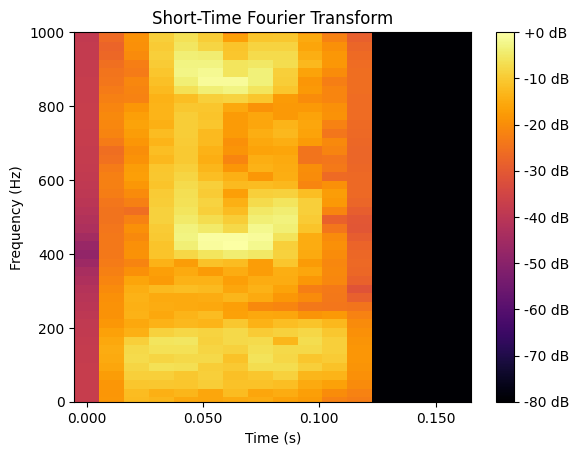 Short-Time Fourier Transform
1000
800
600
400
200
0
Frequency (Hz)
0.000
0.050
0.100
0.150
Time (s)
+0 dB
-10 dB
-20 dB
-30 dB
-40 dB
-50 dB
-60 dB
-70 dB
-80 dB